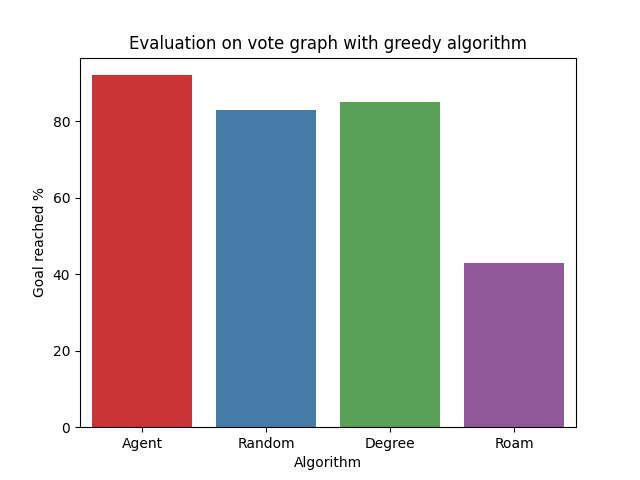 Evaluation on vote graph with greedy algorithm
Goal reached %
80
60
40
20
0
Agent Random Degree Roam
Algorithm